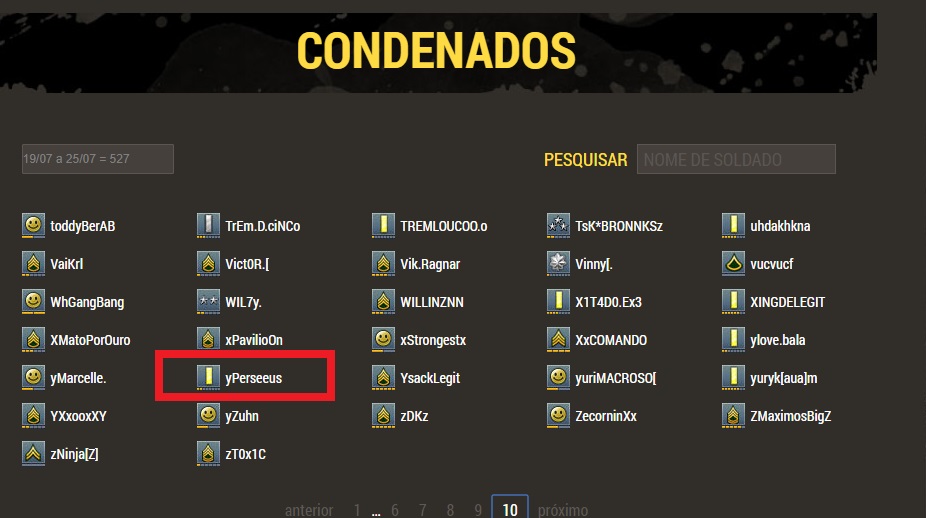 CONDENADOS
19/07 a 25/07 = 527
PESQUISAR NOME DE SOLDADO
toddyBerAB TrEm.D.ciNCo TREMLOUCOO.o TsK*BRONNKSz uhdakhkna
VaiKrl Vict0R.[ Vik.Ragnar Vinny[. vucvucf
WhGangBang WIL7y. WILLINZNN X1T4D0.Ex3 XINGDELEGIT
XMatoPorOuro xPavilioOn xStrongestx XxCOMANDO ylove.bala
yMarcelle. yPerseeus YsackLegit yuriMACROSO[ yuryk[aua]m
YXxooxXY yZuhn zDKz ZecorninXx ZMaximosBigZ
zNinja[Z] zT0x1C
anterior 1 ... 6 7 8 9 10 próximo